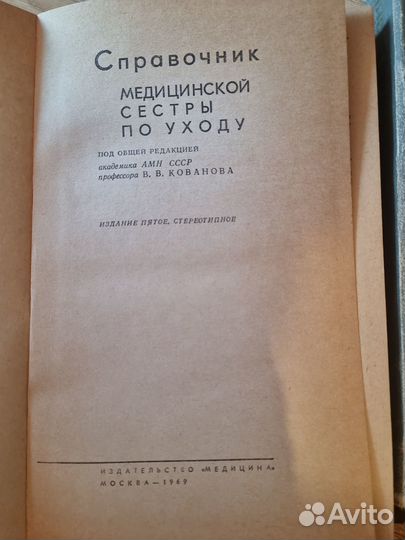 Справочник
МЕДИЦИНСКОЙ
СЕСТРЫ
ПО УХОДУ
ПОД ОБЩЕЙ РЕДАКЦИЕЙ
академика АМН СССР
профессора В. В. КОВАНОВА
ИЗДАНИЕ ПЯТОЕ, СТЕРЕОТИПНОЕ
ИЗДАТЕЛЬСТВО «МЕДИЦИНА»
МОСКВА—1969
Avito